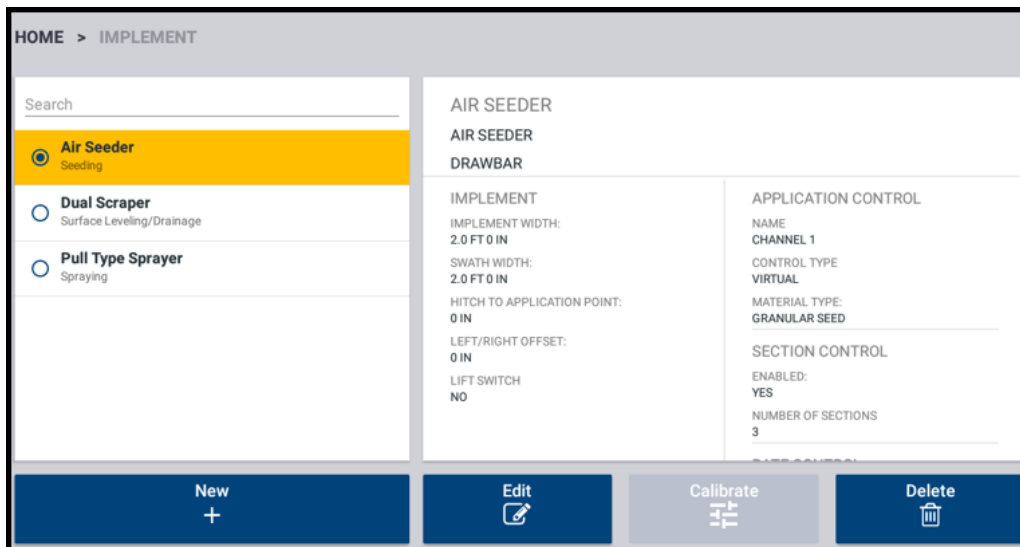 HOME > IMPLEMENT
Search
Air Seeder
Seeding
Dual Scraper
Surface Leveling/Drainage
Pull Type Sprayer
Spraying
AIR SEEDER
AIR SEEDER
DRAWBAR
IMPLEMENT
IMPLEMENT WIDTH:
2.0 FT 0 IN
SWATH WIDTH:
2.0 FT 0 IN
HITCH TO APPLICATION POINT:
0 IN
LEFT/RIGHT OFFSET:
0 IN
LIFT SWITCH
NO
APPLICATION CONTROL
NAME
CHANNEL 1
CONTROL TYPE
VIRTUAL
MATERIAL TYPE:
GRANULAR SEED
SECTION CONTROL
ENABLED:
YES
NUMBER OF SECTIONS
3
New
Edit
Calibrate
Delete